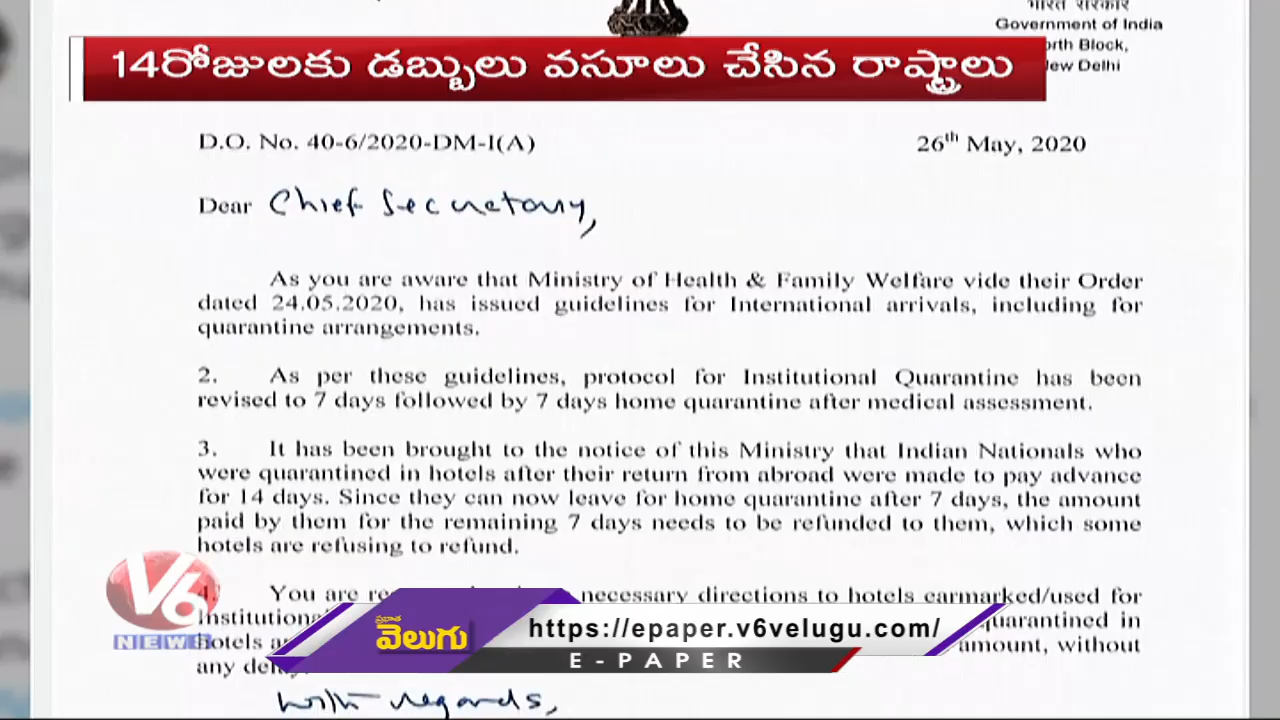 भारत सरकार
Government of India
orth Block,
ew Delhi
14రోజులకు డబ్బులు వసూలు చేసిన రాష్ట్రాలు
D.O. No. 40-6/2020-DM-I(A) 26th May, 2020
Dear Chief Secretary,
As you are aware that Ministry of Health & Family Welfare vide their Order
dated 24.05.2020, has issued guidelines for International arrivals, including for
quarantine arrangements.
2. As per these guidelines, protocol for Institutional Quarantine has been
revised to 7 days followed by 7 days home quarantine after medical assessment.
3. It has been brought to the notice of this Ministry that Indian Nationals who
were quarantined in hotels after their return from abroad were made to pay advance
for 14 days. Since they can now leave for home quarantine after 7 days, the amount
paid by them for the remaining 7 days needs to be refunded to them, which some
hotels are refusing to refund.
You are necessary directions to hotels earmarked/used for
Institutiona quarantined in
hotels amount, without
any
With regards,
V6
NEWS
ప్రభాత
వెలుగు
https://epaper.v6velugu.com/
E-PAPER